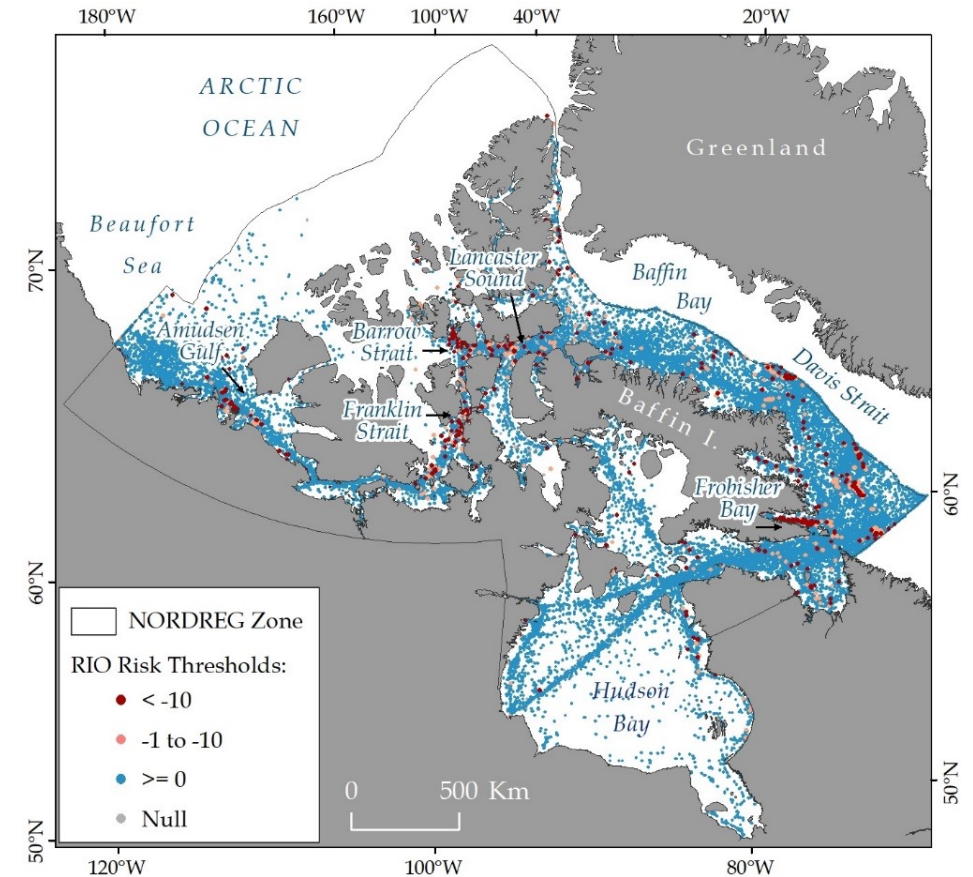 180°W 160°W 100°W 40°W 20°W
ARCTIC
OCEAN
Greenland
Beaufort
Sea
70°N
Lancaster
Sound
Baffin
Bay
Amudsen
Gulf
Barrow
Strait
Davis Strait
Franklin
Strait
Baffin I.
Frobisher
Bay
60°N
60°N
NORDREG Zone
RIO Risk Thresholds:
< -10
-1 to -10
>= 0
Null
Hudson
Bay
0 500 Km
50°N
50°N
120°W 100°W 80°W